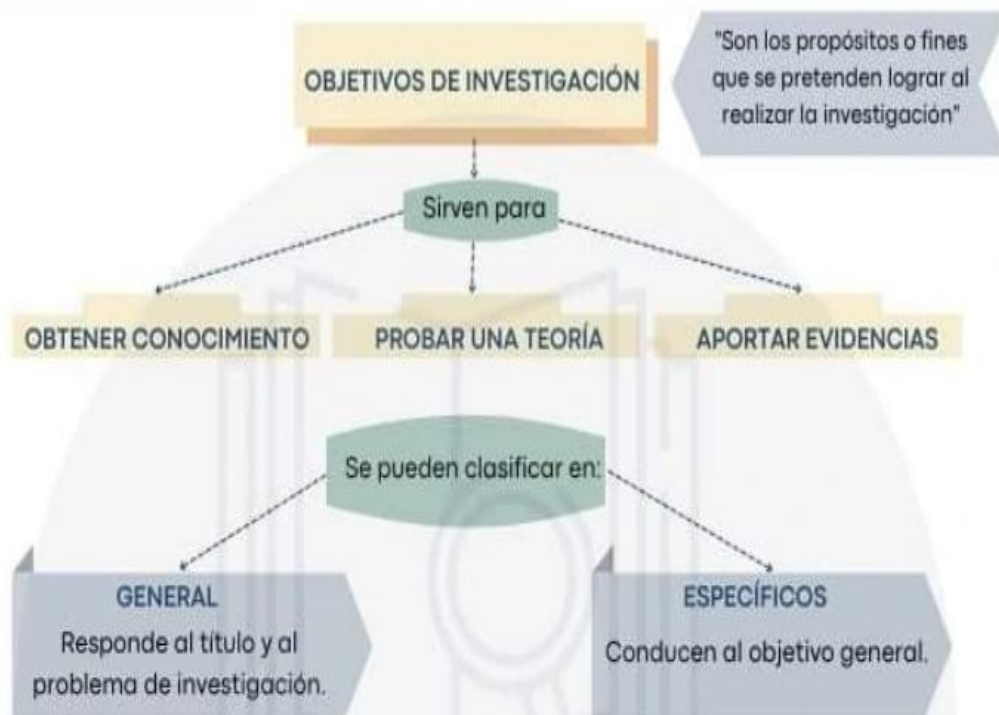 OBJETIVOS DE INVESTIGACIÓN
"Son los propósitos o fines
que se pretenden lograr al
realizar la investigación"
Sirven para
OBTENER CONOCIMIENTO
PROBAR UNA TEORÍA
APORTAR EVIDENCIAS
Se pueden clasificar en:
GENERAL
Responde al título y al
problema de investigación.
ESPECÍFICOS
Conducen al objetivo general.